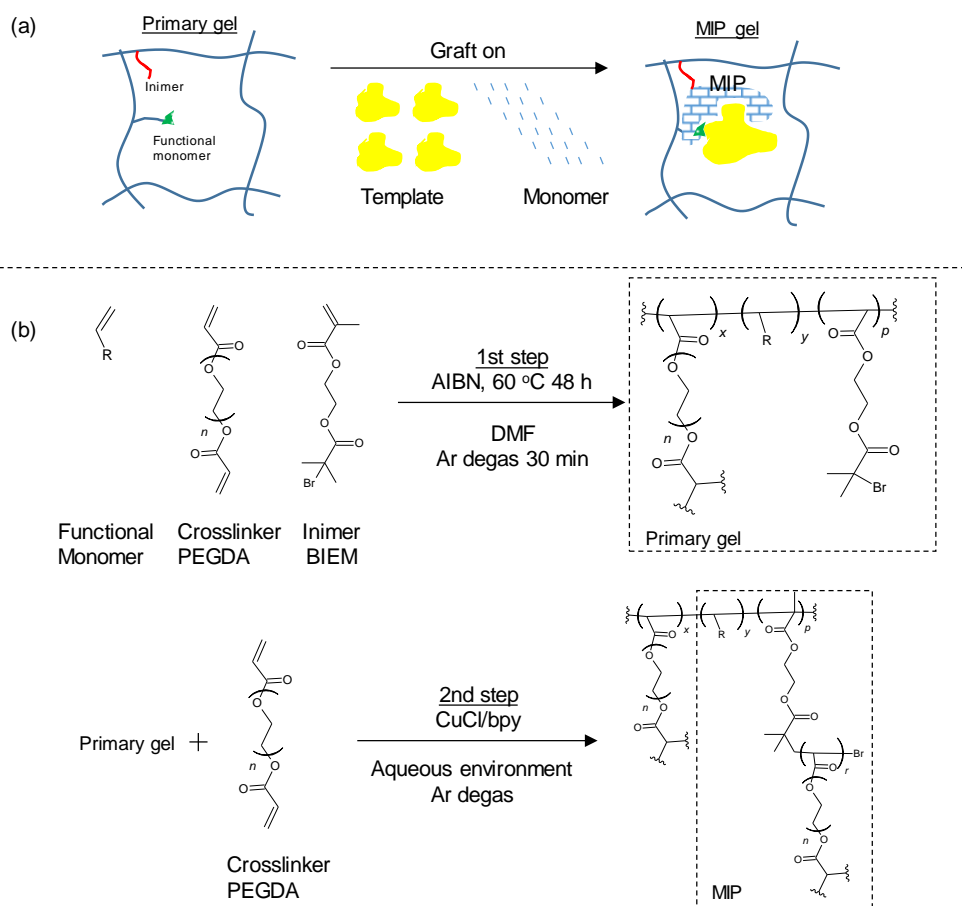 (a)
Primary gel
Inimer
Functional
monomer
Graft on
Template
Monomer
MIP gel
MIP
(b)
R
O
O
n
O
O
O
O
O
O
Br
Functional
Monomer
Crosslinker
PEGDA
Inimer
BIEM
1st step
AIBN, 60 °C 48 h
DMF
Ar degas 30 min
x
y
p
O
O
R
O
O
n
O
O
O
O
Br
Primary gel
Primary gel +
O
O
n
O
O
Crosslinker
PEGDA
2nd step
CuCl/bpy
Aqueous environment
Ar degas
x
y
p
O
O
R
O
O
n
O
O
O
O
Br
r
O
O
n
O
O
MIP